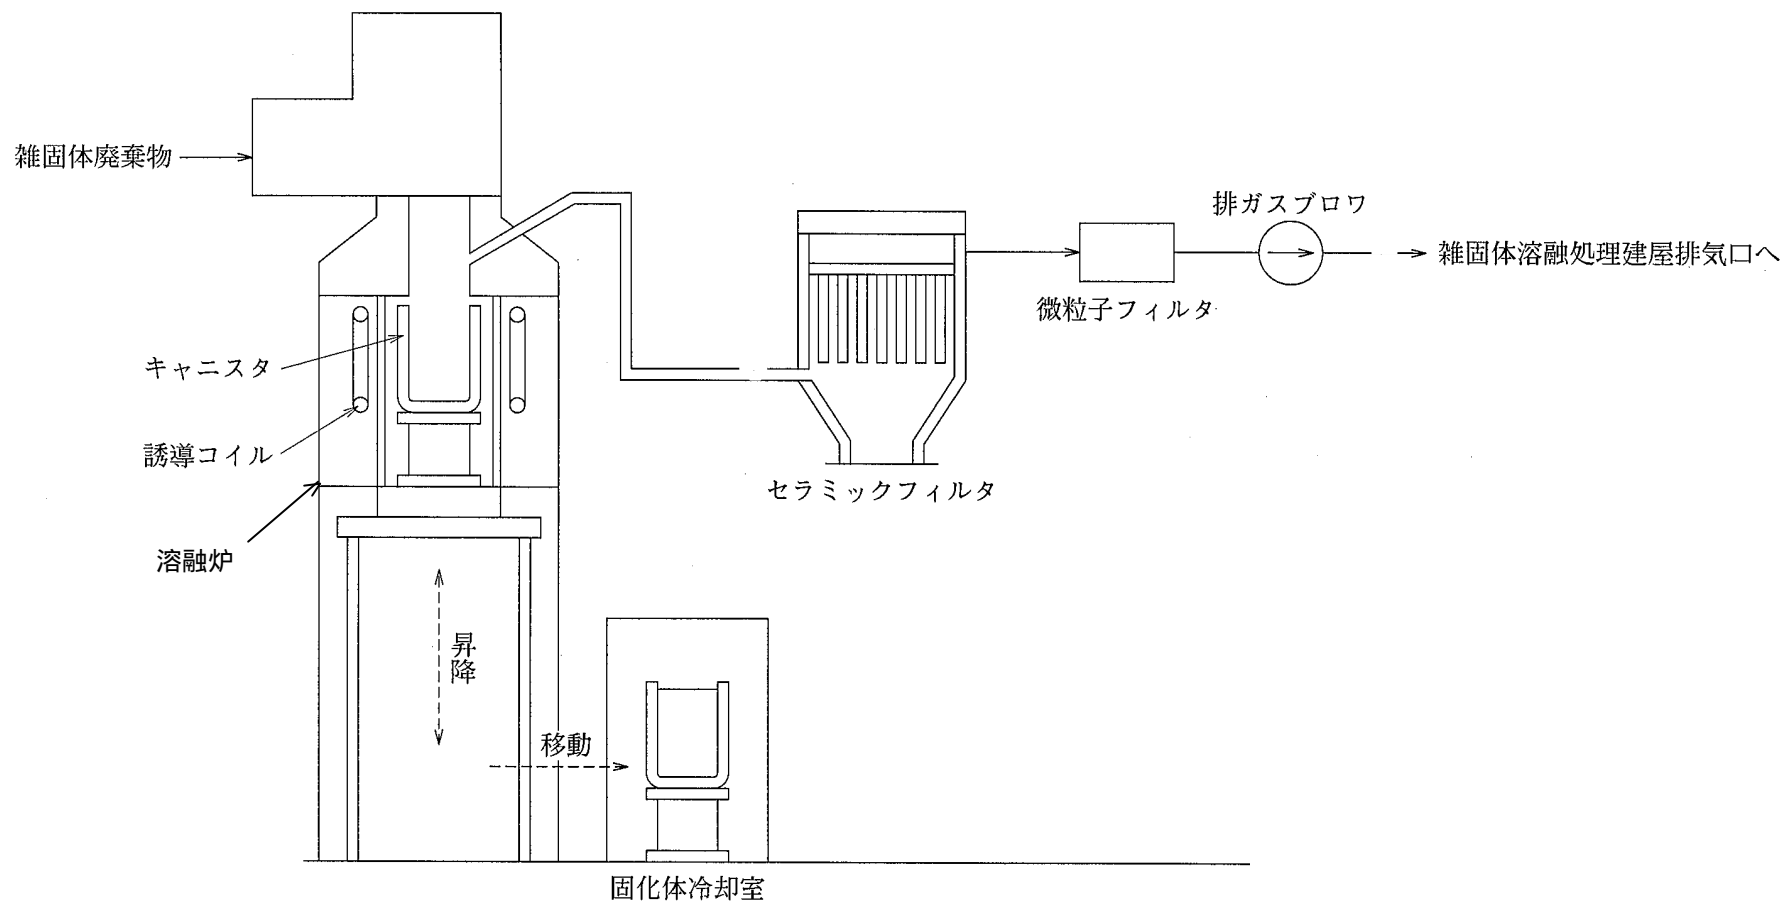 雑固体廃棄物
排ガスブロワ
雑固体溶融処理建屋排気口へ
微粒子フィルタ
キャニスタ
誘導コイル
セラミックフィルタ
溶融炉
昇降
移動
固化体冷却室